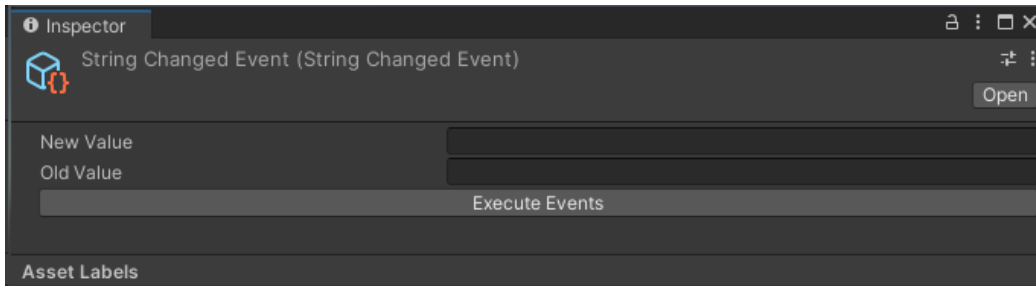 Inspector
String Changed Event (String Changed Event)
Open
New Value
Old Value
Execute Events
Asset Labels